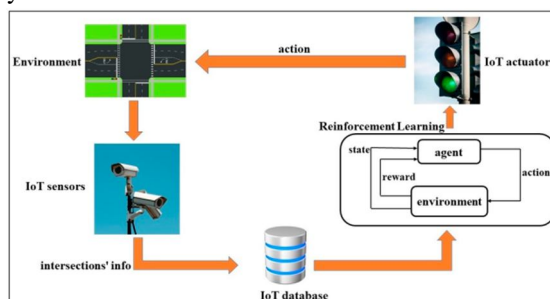 action
Environment
IoT actuator
Reinforcement Learning
state
agent
reward
action
environment
IoT sensors
intersections' info
IoT database